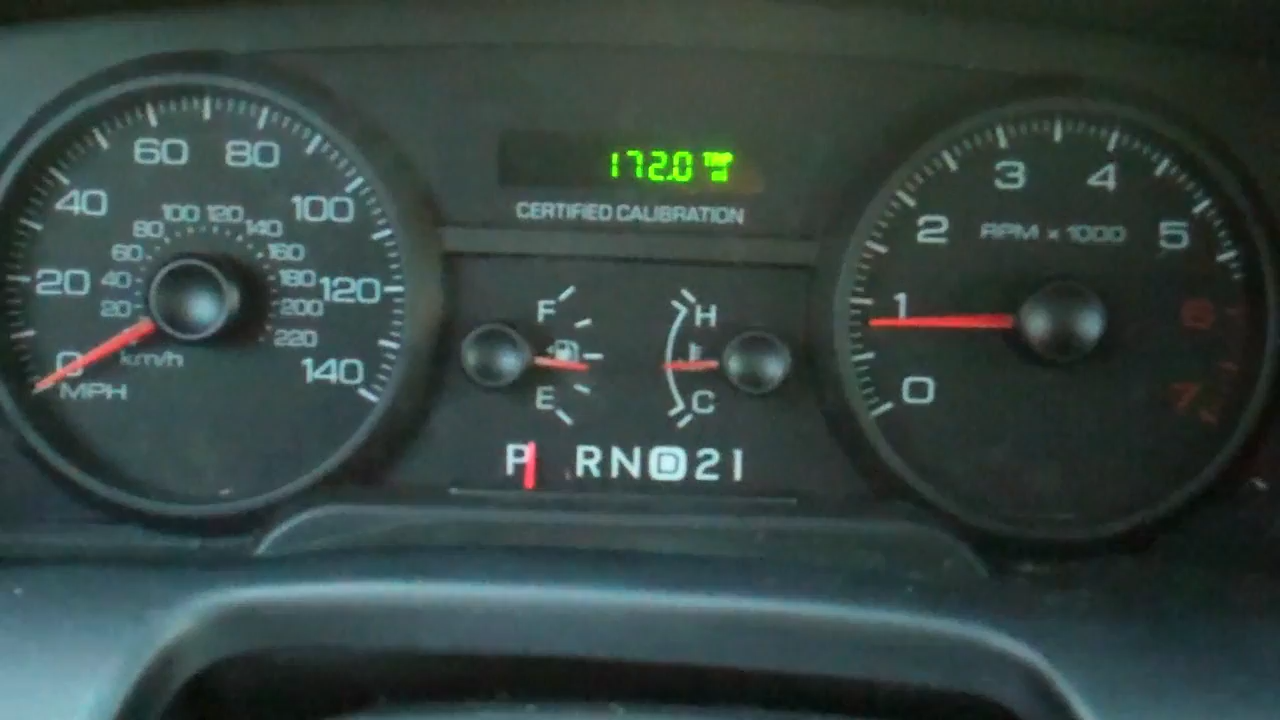 172.0 TRIP
CERTIFIED CALIBRATION
0 20 40 60 80 100 120 140
20 40 60 80 100 120 140 160 180 200 220
km/h
MPH
F
E
H
C
P RN D 21
0 1 2 3 4 5 6 7
RPM x 1000